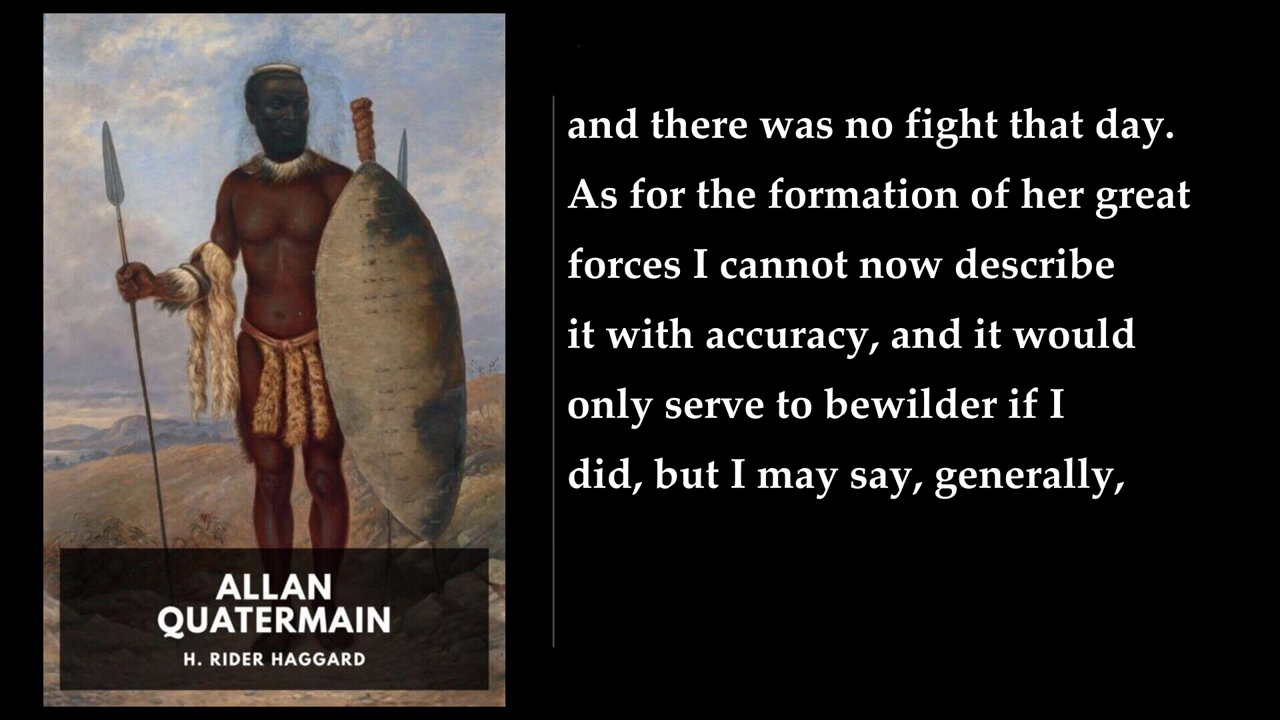 ALLAN
QUATERMAIN
H. RIDER HAGGARD
and there was no fight that day.
As for the formation of her great
forces I cannot now describe
it with accuracy, and it would
only serve to bewilder if I
did, but I may say, generally,